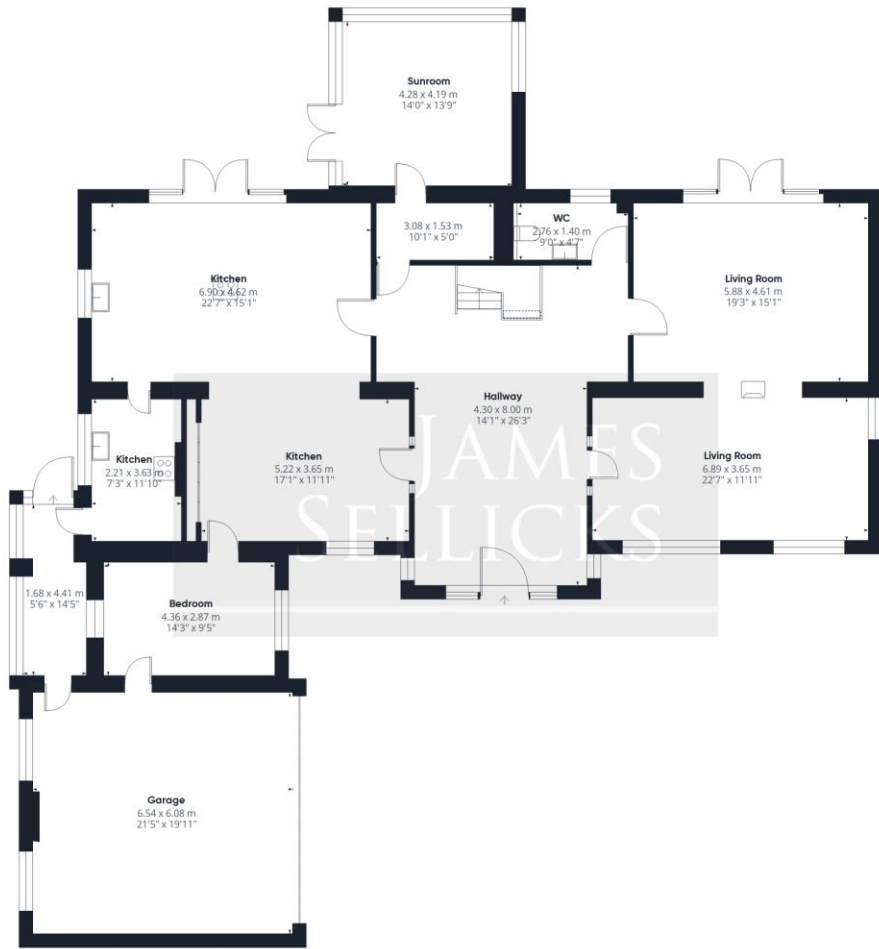 Sunroom
4.28 x 4.19 m
14'0" x 13'9"
3.08 x 1.53 m
10'1" x 5'0"
WC
2.76 x 1.40 m
9'0" x 4'7"
Kitchen
6.90 x 4.62 m
22'7" x 15'1"
Living Room
5.88 x 4.61 m
19'3" x 15'1"
Hallway
4.30 x 8.00 m
14'1" x 26'3"
Kitchen
2.21 x 3.63 m
7'3" x 11'10"
Kitchen
5.22 x 3.65 m
17'1" x 11'11"
Living Room
6.89 x 3.65 m
22'7" x 11'11"
JAMES
SELLICKS
1.68 x 4.41 m
5'6" x 14'5"
Bedroom
4.36 x 2.87 m
14'3" x 9'5"
Garage
6.54 x 6.08 m
21'5" x 19'11"